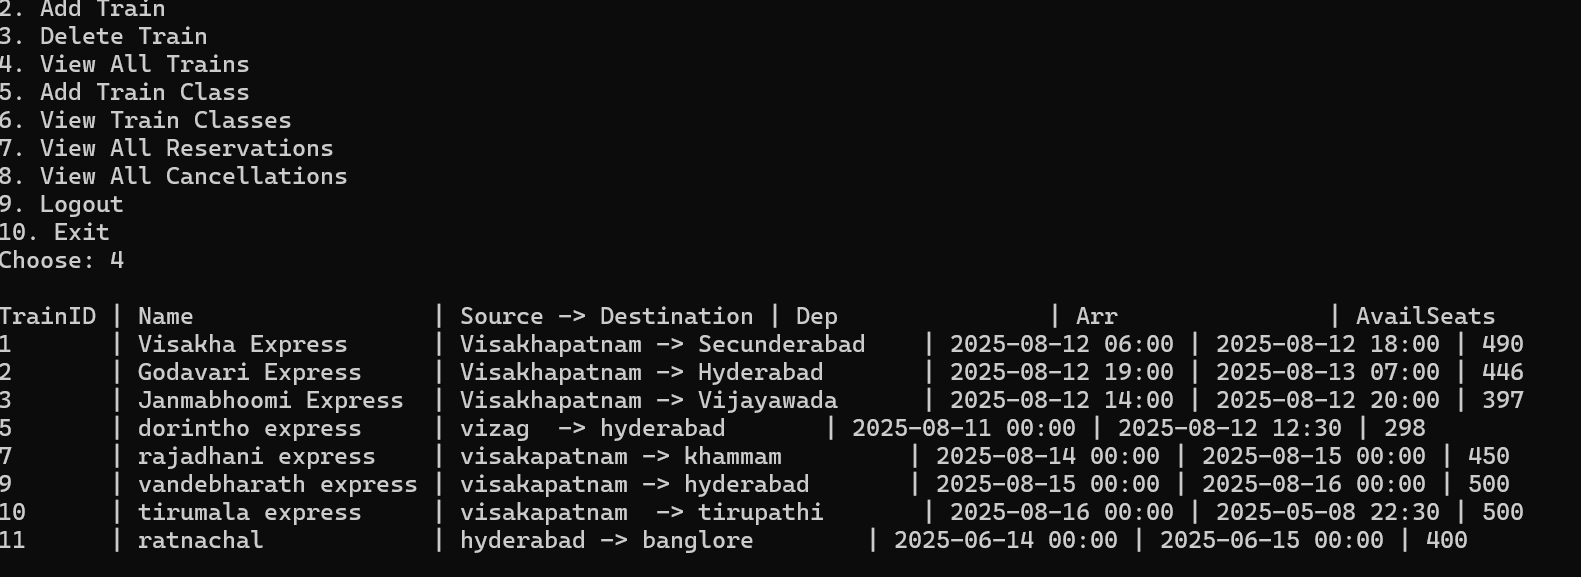 2. Add Train
3. Delete Train
4. View All Trains
5. Add Train Class
6. View Train Classes
7. View All Reservations
8. View All Cancellations
9. Logout
10. Exit
Choose: 4

TrainID | Name                 | Source -> Destination | Dep               | Arr               | AvailSeats
1       | Visakha Express      | Visakhapatnam -> Secunderabad    | 2025-08-12 06:00 | 2025-08-12 18:00 | 490
2       | Godavari Express     | Visakhapatnam -> Hyderabad       | 2025-08-12 19:00 | 2025-08-13 07:00 | 446
3       | Janmabhoomi Express  | Visakhapatnam -> Vijayawada      | 2025-08-12 14:00 | 2025-08-12 20:00 | 397
5       | dorintho express     | vizag  -> hyderabad       | 2025-08-11 00:00 | 2025-08-12 12:30 | 298
7       | rajadhani express    | visakapatnam -> khammam         | 2025-08-14 00:00 | 2025-08-15 00:00 | 450
9       | vandebharath express | visakapatnam -> hyderabad       | 2025-08-15 00:00 | 2025-08-16 00:00 | 500
10      | tirumala express     | visakapatnam  -> tirupathi       | 2025-08-16 00:00 | 2025-05-08 22:30 | 500
11      | ratnachal            | hyderabad -> banglore        | 2025-06-14 00:00 | 2025-06-15 00:00 | 400